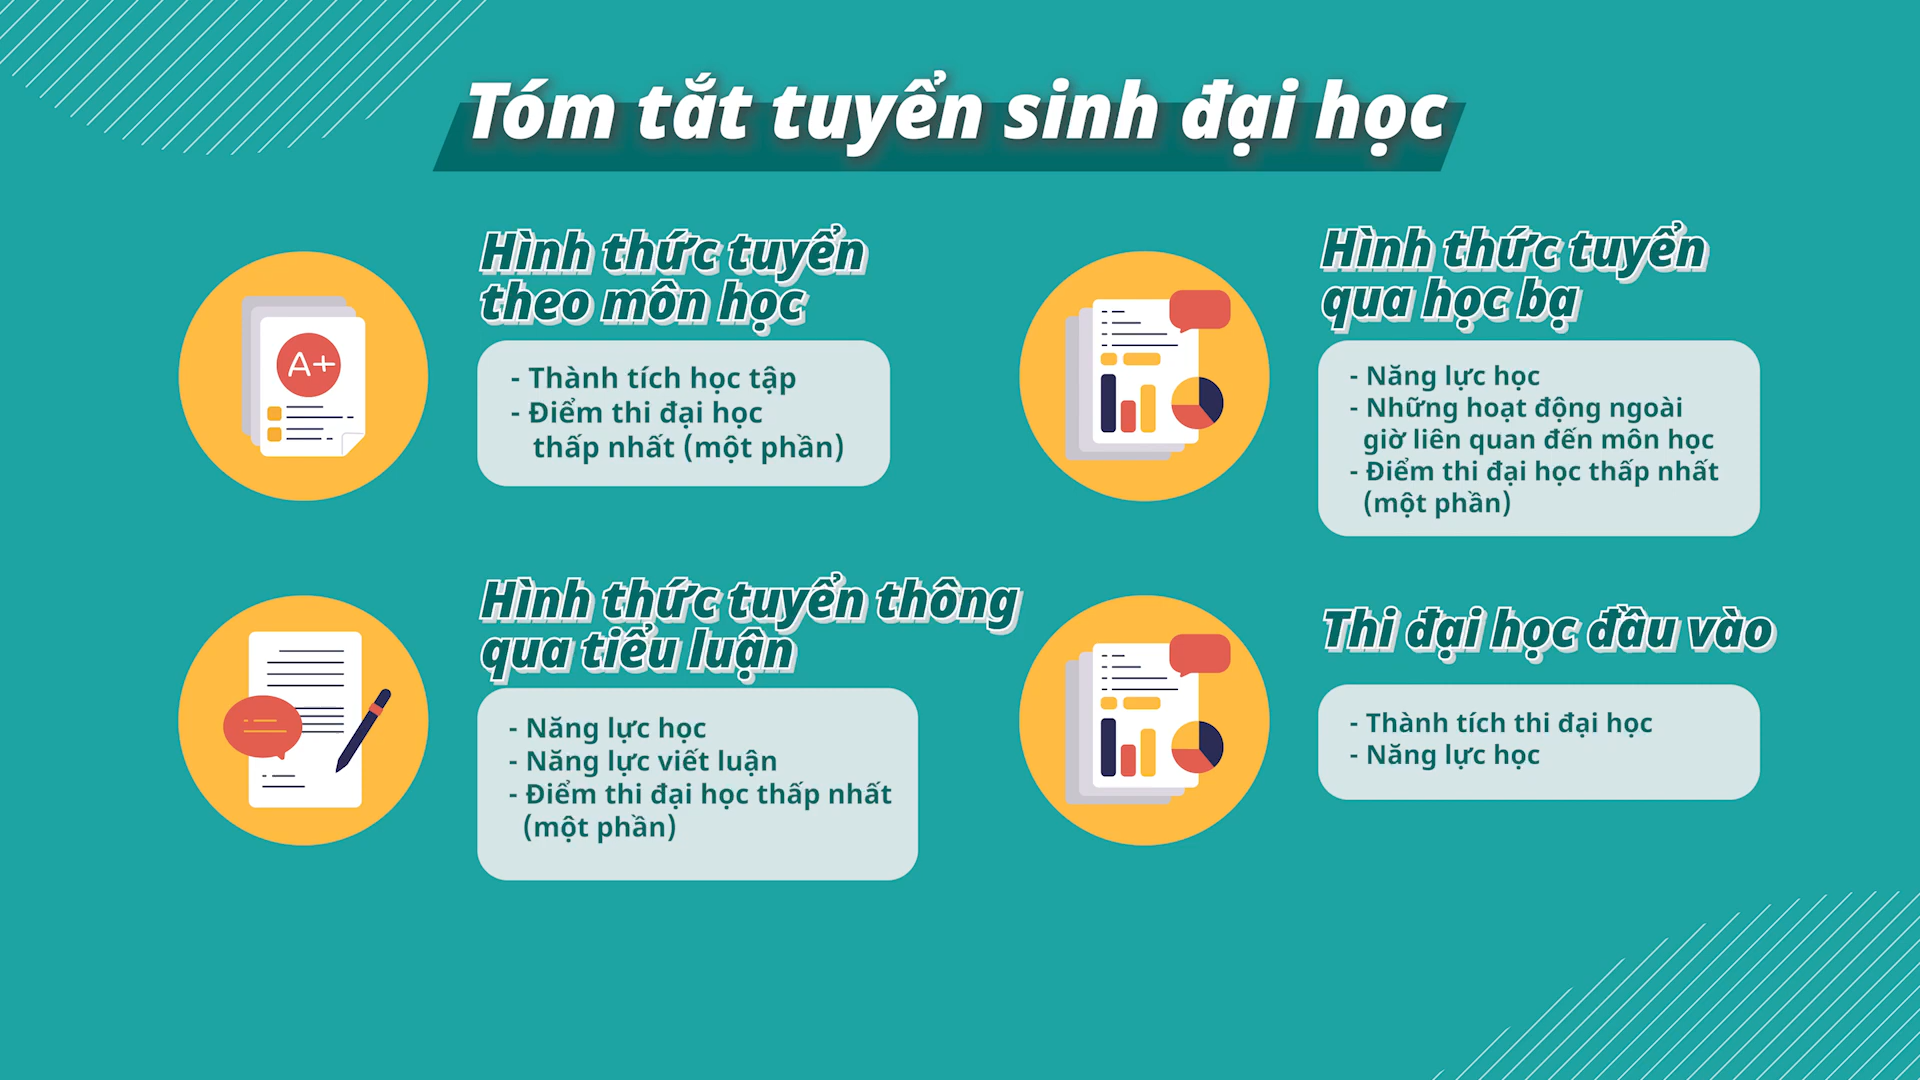 Tóm tắt tuyển sinh đại học
Hình thức tuyển
theo môn học
- Thành tích học tập
- Điểm thi đại học
thấp nhất (một phần)
A+
Hình thức tuyển
qua học bạ
- Năng lực học
- Những hoạt động ngoài
giờ liên quan đến môn học
- Điểm thi đại học thấp nhất
(một phần)
Hình thức tuyển thông
qua tiểu luận
- Năng lực học
- Năng lực viết luận
- Điểm thi đại học thấp nhất
(một phần)
Thi đại học đầu vào
- Thành tích thi đại học
- Năng lực học